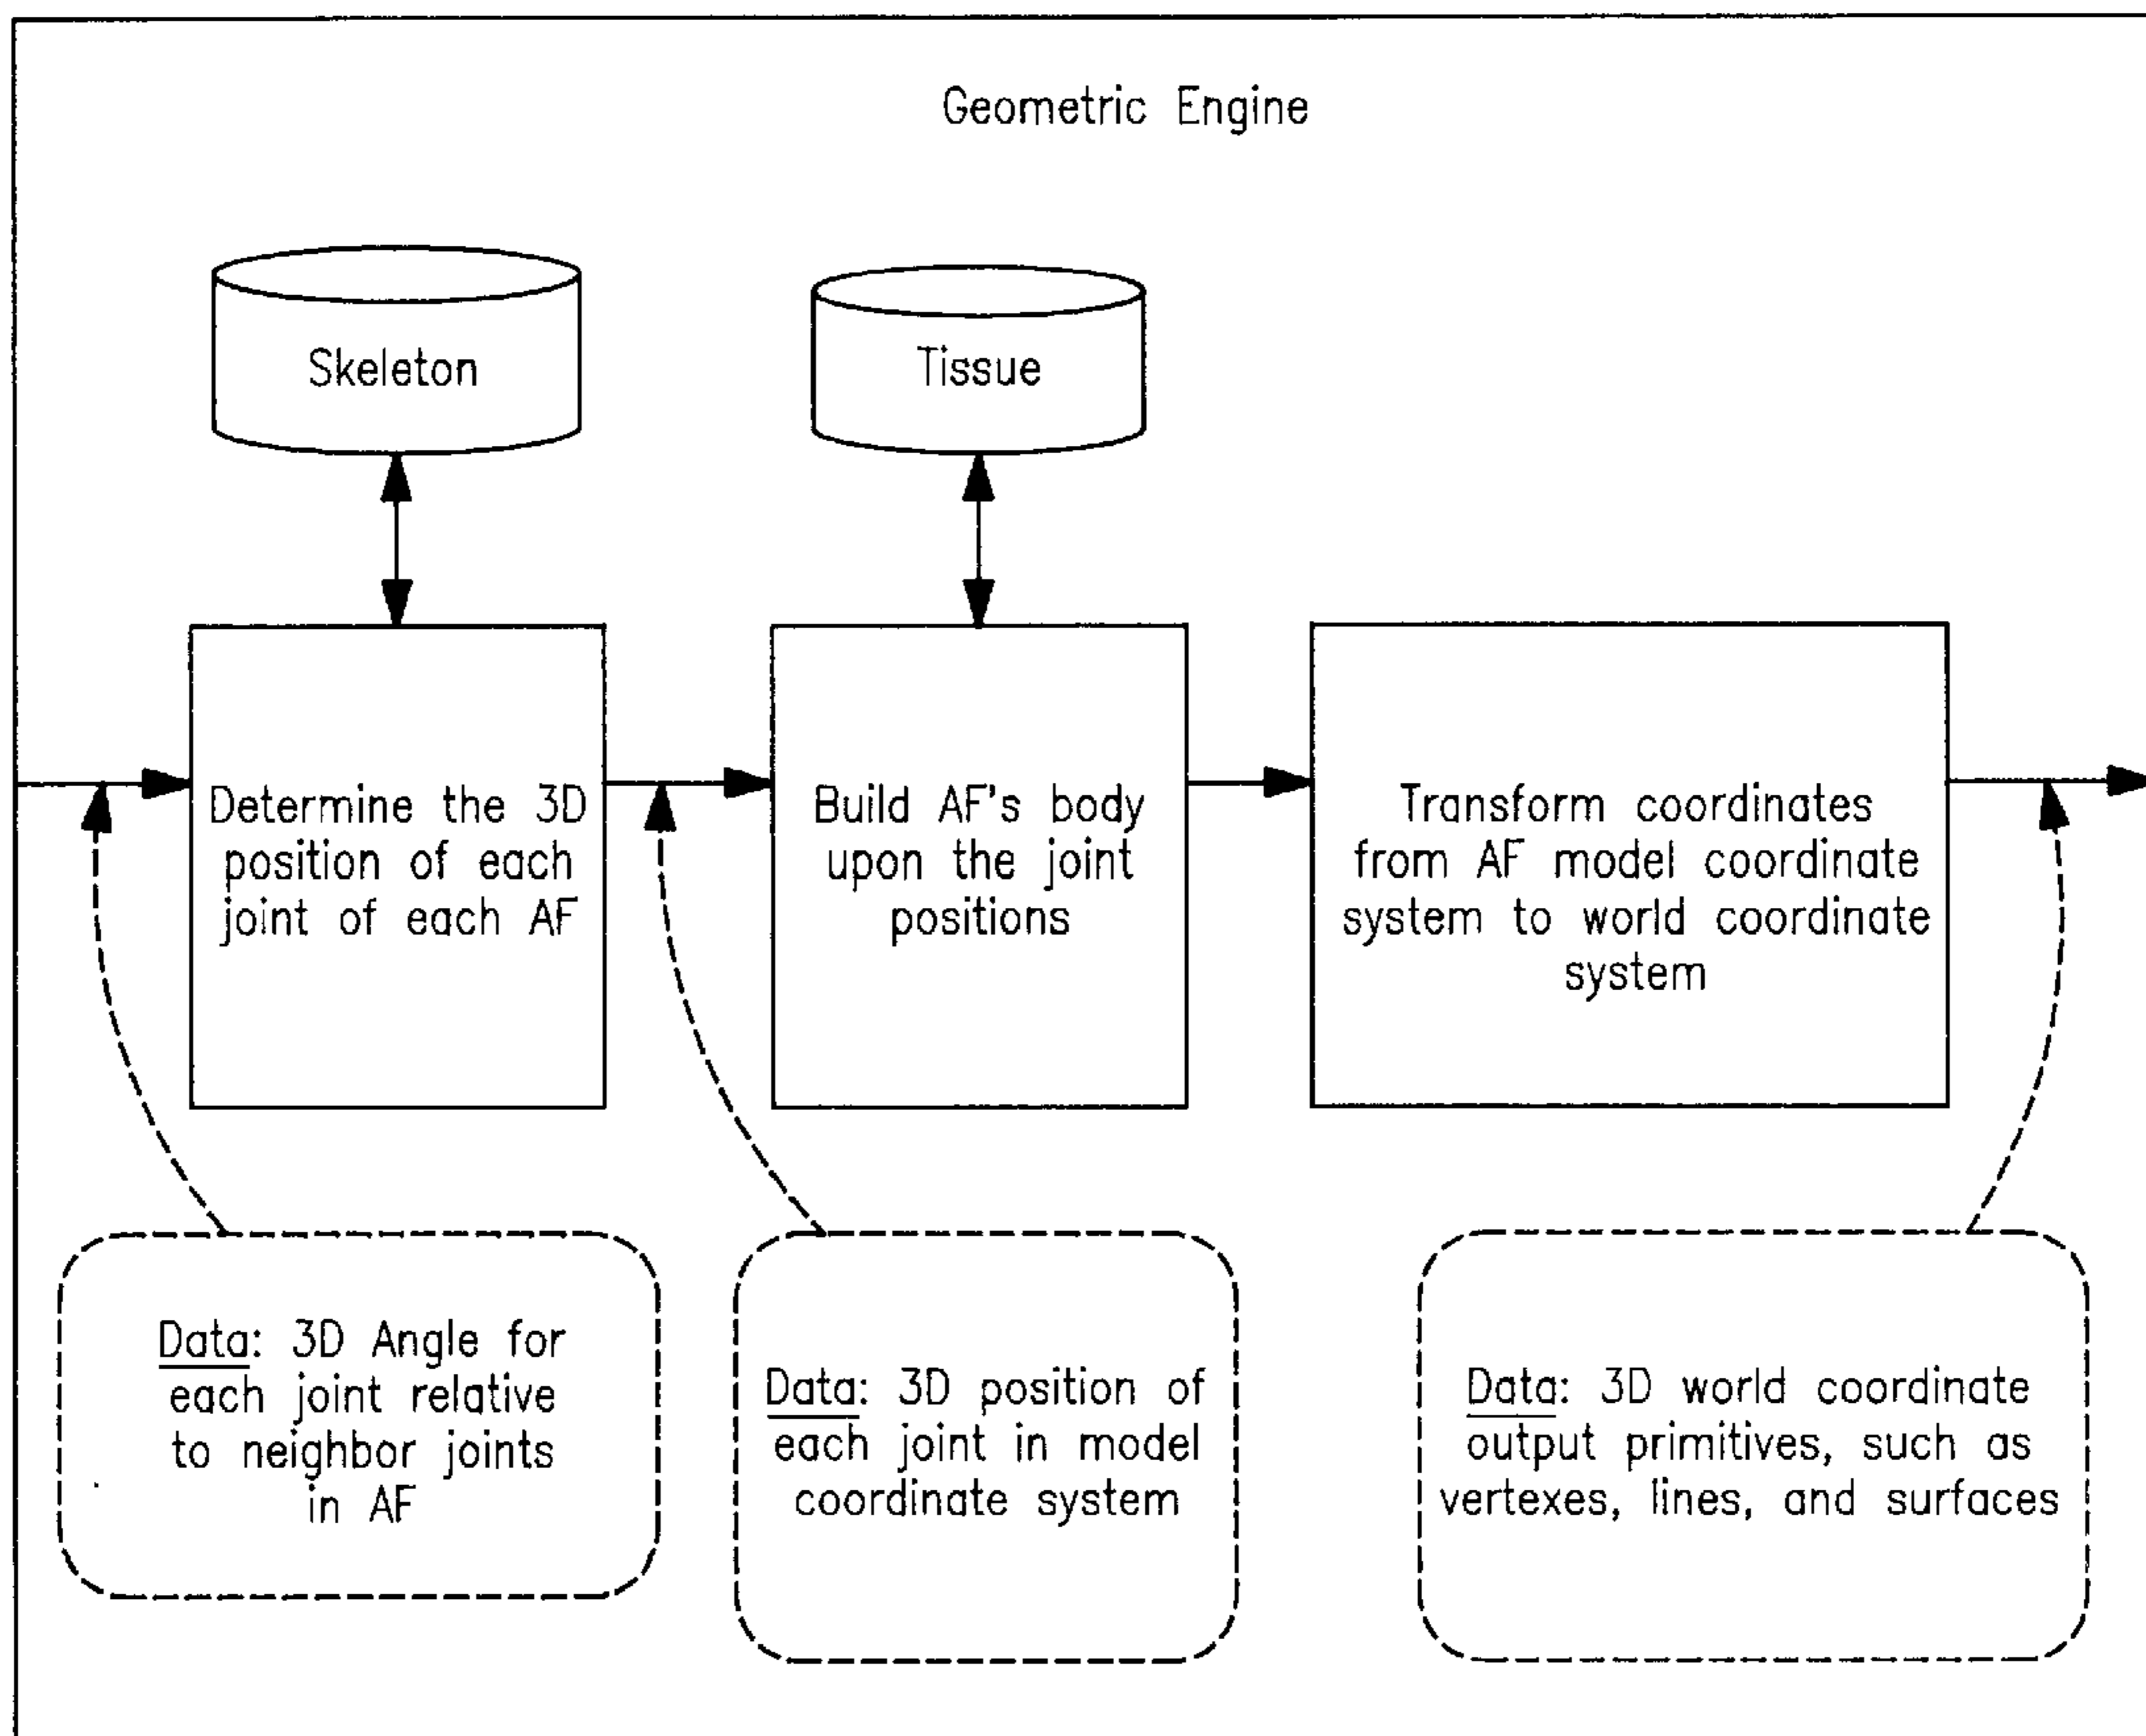 Geometric Engine
Skeleton
Tissue
Determine the 3D
position of each
joint of each AF
Build AF's body
upon the joint
positions
Transform coordinates
from AF model coordinate
system to world coordinate
system
Data: 3D Angle for
each joint relative
to neighbor joints
in AF
Data: 3D position of
each joint in model
coordinate system
Data: 3D world coordinate
output primitives, such as
vertexes, lines, and surfaces